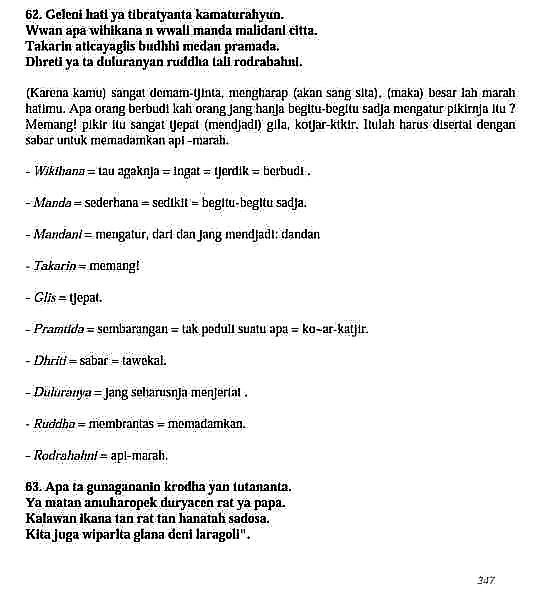 62. Geleni hati ya tibratyanta kamaturahyun.
Wwan apa wihikana n wwali manda malidani citta.
Takarin aticayaglis budhhi medan pramada.
Dhreti ya ta duluranyan ruddha tali rodrabahni.
(Karena kamu) sangat demam-tjinta, mengharap (akan sang sita), (maka) besar lah marah
hatimu. Apa orang berbudi kah orang jang hanja begitu-begitu sadja mengatur pikirnja itu ?
Memang! pikir itu sangat tjepat (mendjadi) gila, kotjar-ktkir. Itulah harus disertai dengan
sabar untuk memadamkan api -marah.
- Wikihana = tau agaknja = ingat = tjerdik = berbudi .
- Manda = sederhana = sedikit = begitu-begitu sadja.
- Mandani = mengatur, dari dan jang mendjadi: dandan
- Takarin = memang!
- Glis = tjepat.
- Pramtida = sembarangan = tak peduli suatu apa = ko~ar-katjir.
- Dhriti = sabar = tawekal.
- Duluranya = jang seharusnja menjertai .
- Ruddha = membrantas = memadamkan.
- Rodrahahni = api-marah.
63. Apa ta gunagananin krodha yan tutananta.
Ya matan amuharopek duryacen rat ya papa.
Kalawan ikana tan rat tan hanatah sadosa.
Kita juga wiparita glana deni laragoli".
347